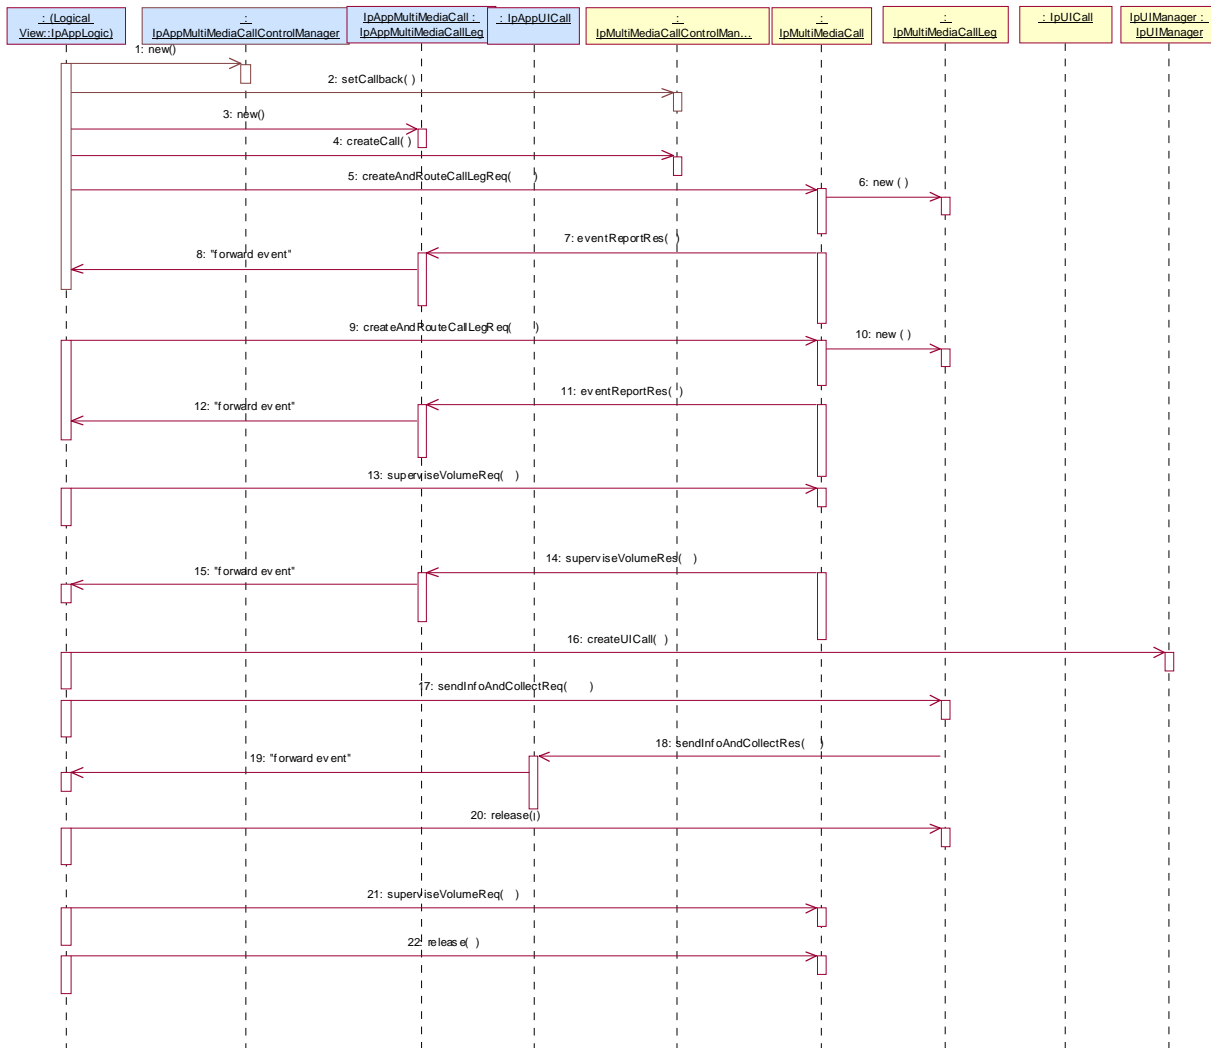 : (Logical
View::IpAppLogic)
:
IpAppMultiMediaCallControlManager
IpAppMultiMediaCall :
IpAppMultiMediaCallLeg
: IpAppUICall
:
IpMultiMediaCallControlMan...
:
IpMultiMediaCall
:
IpMultiMediaCallLeg
: IpUICall
IpUIManager :
IpUIManager
1: new()
2: setCallback( )
3: new()
4: createCall( )
5: createAndRouteCallLegReq( )
6: new ( )
7: eventReportRes( )
8: "forward event"
9: createAndRouteCallLegReq( )
10: new ( )
11: eventReportRes( )
12: "forward event"
13: superviseVolumeReq( )
14: superviseVolumeRes( )
15: "forward event"
16: createUICall( )
17: sendInfoAndCollectReq( )
18: sendInfoAndCollectRes( )
19: "forward event"
20: release( )
21: superviseVolumeReq( )
22: release( )